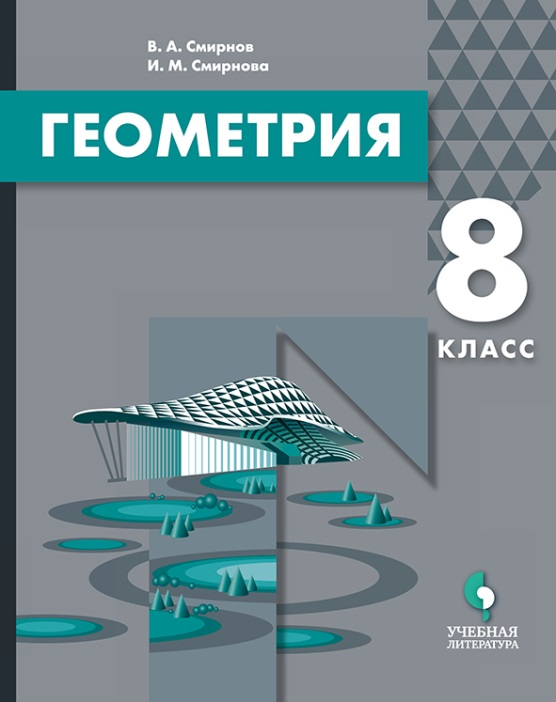 В. А. Смирнов
И. М. Смирнова
ГЕОМЕТРИЯ
8
КЛАСС
УЧЕБНАЯ
ЛИТЕРАТУРА